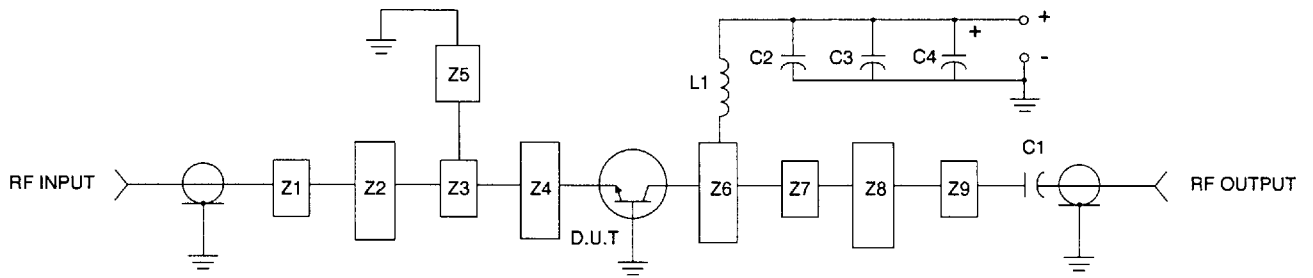 +
C2
C3
+
C4
-
Z5
L1
C1
RF INPUT
Z1
Z2
Z3
Z4
D.U.T
Z6
Z7
Z8
Z9
RF OUTPUT